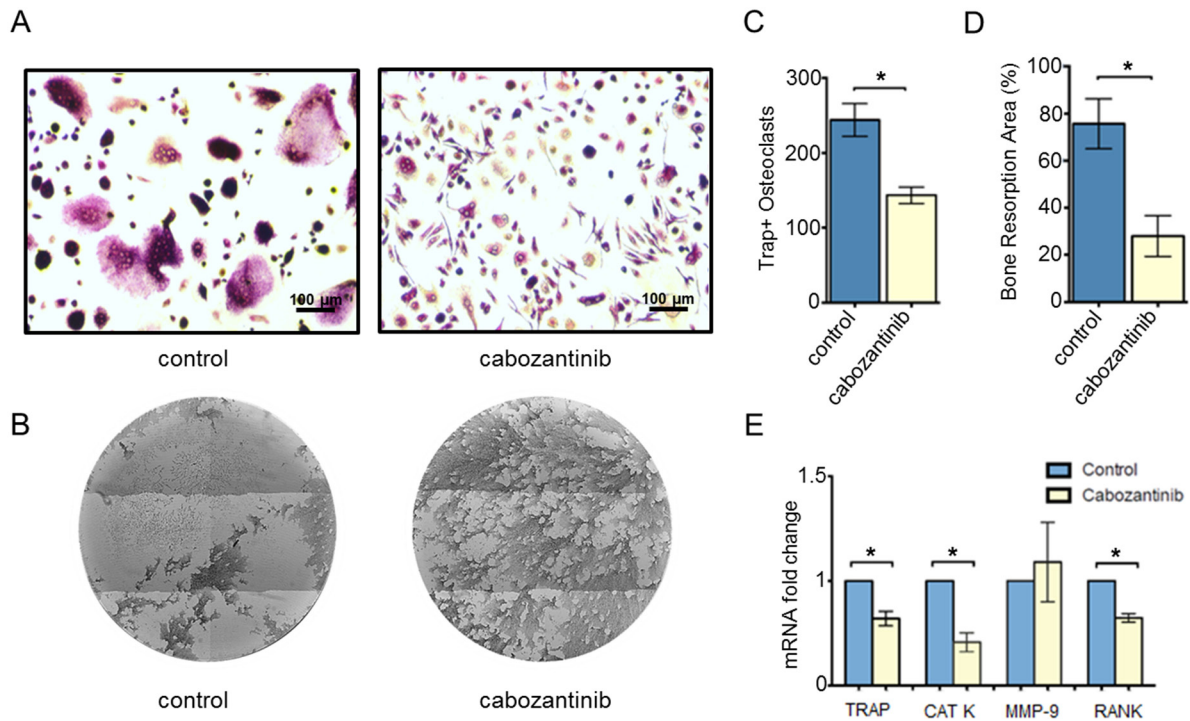 A
100 µm
100 µm
control
cabozantinib
B
control
cabozantinib
C
Trap+ Osteoclasts
300
200
100
0
*
control
cabozantinib
D
Bone Resorption Area (%)
100
80
60
40
20
0
*
control
cabozantinib
E
mRNA fold change
1.5
1
0
Control
Cabozantinib
*
*
*
TRAP
CAT K
MMP-9
RANK